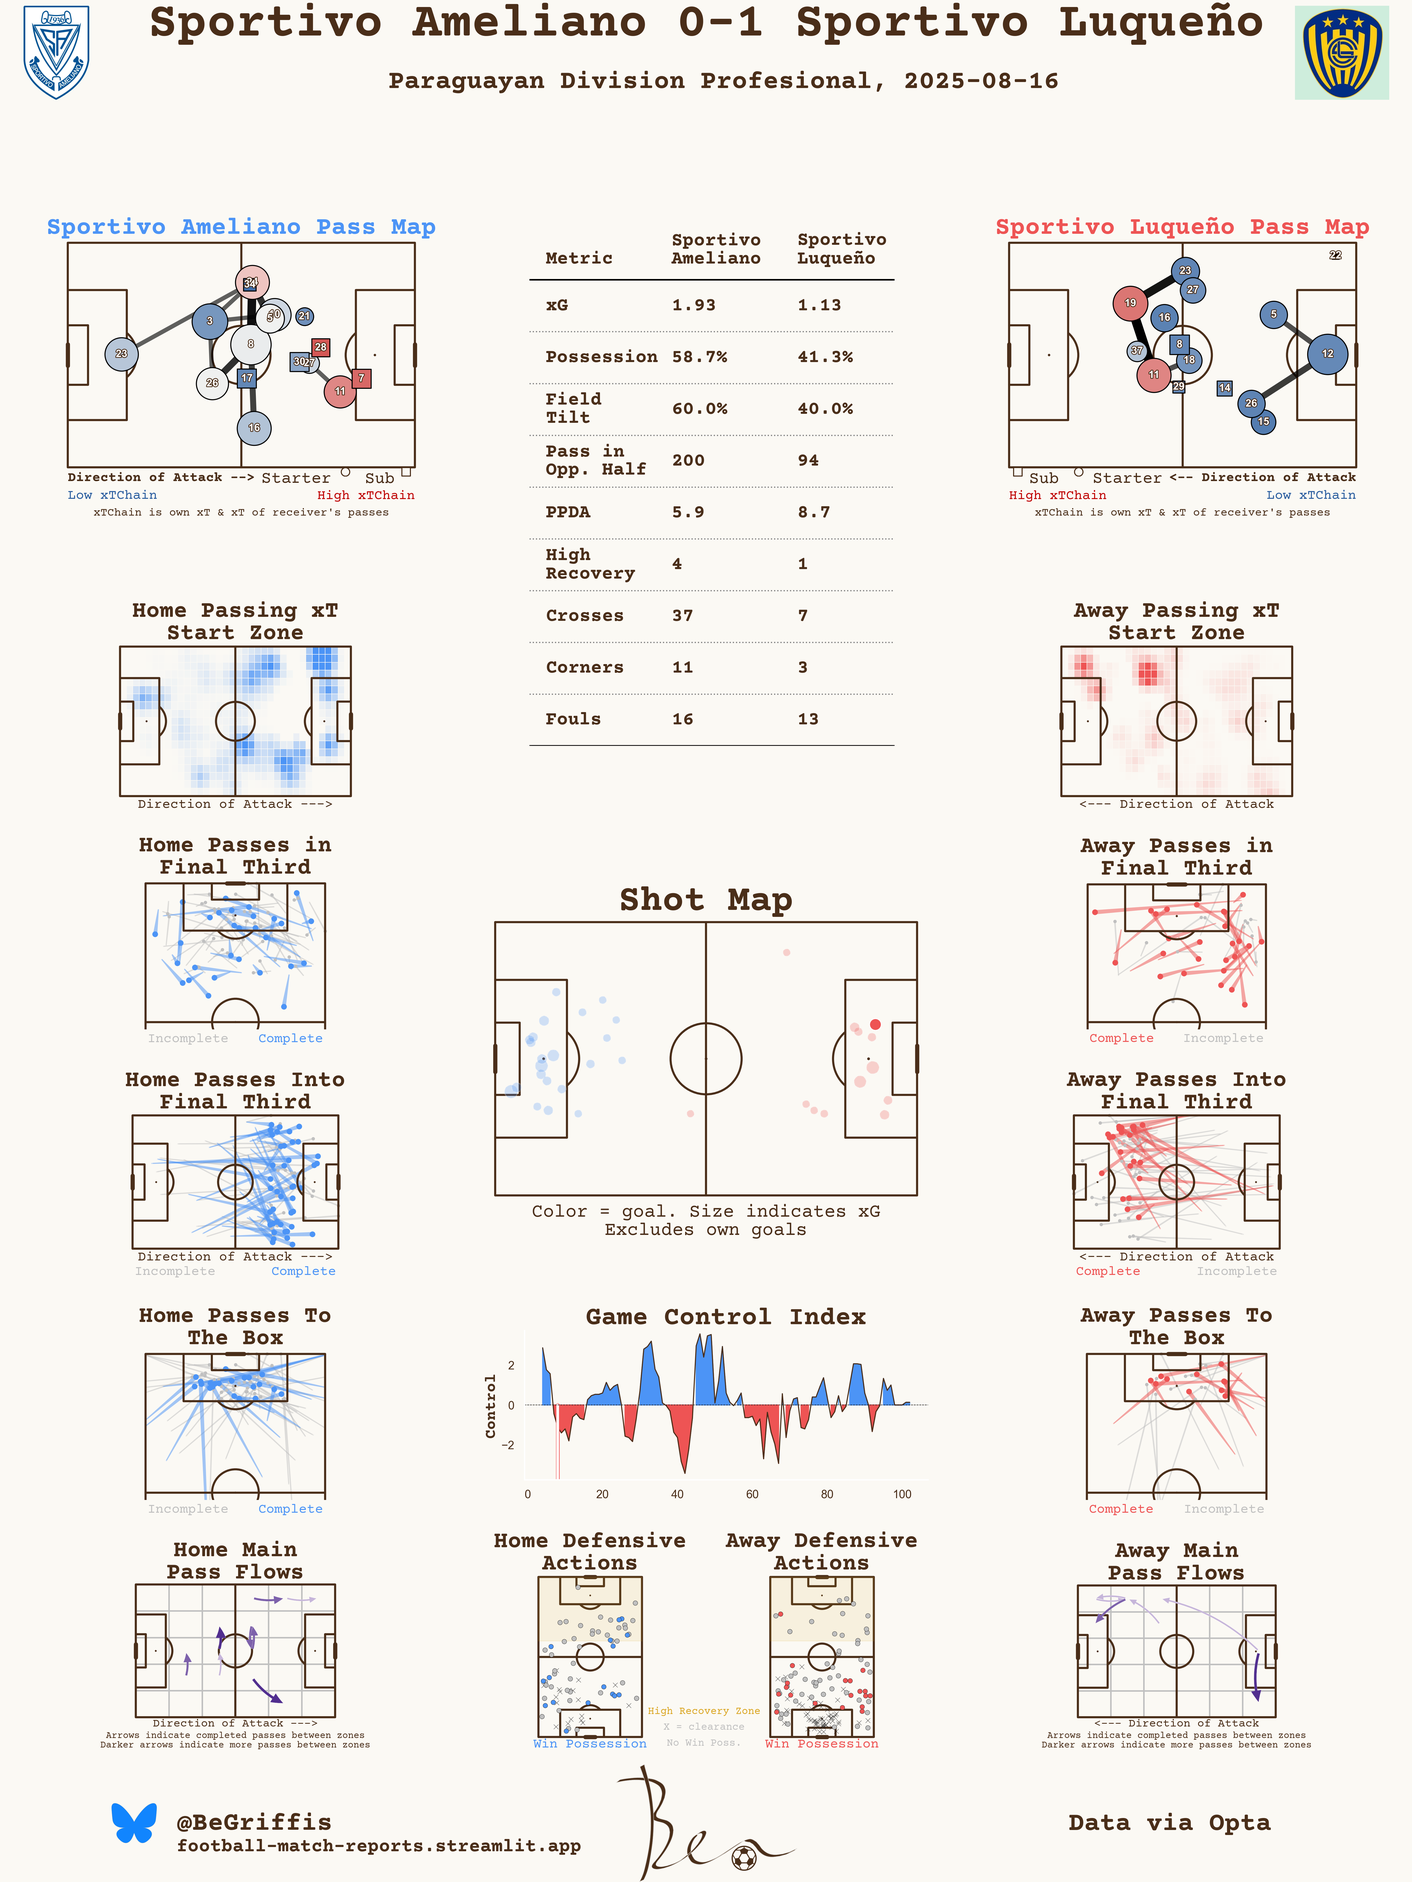 Sportivo Ameliano 0-1 Sportivo Luqueño
Paraguayan Division Profesional, 2025-08-16
Sportivo Ameliano Pass Map
23
3
34
5
21
8
30
27
28
7
26
17
11
16
Direction of Attack --> Starter Sub
Low xTChain High xTChain
xTChain is own xT & xT of receiver's passes
Metric Sportivo Ameliano Sportivo Luqueño
xG 1.93 1.13
Possession 58.7% 41.3%
Field Tilt 60.0% 40.0%
Pass in Opp. Half 200 94
PPDA 5.9 8.7
High Recovery 4 1
Crosses 37 7
Corners 11 3
Fouls 16 13
Sportivo Luqueño Pass Map
22
23
27
19
16
5
37
8
18
12
11
29
14
26
15
Sub Starter <-- Direction of Attack
High xTChain Low xTChain
xTChain is own xT & xT of receiver's passes
Home Passing xT
Start Zone
Direction of Attack --->
Away Passing xT
Start Zone
<--- Direction of Attack
Home Passes in
Final Third
Incomplete Complete
Away Passes in
Final Third
Complete Incomplete
Shot Map
Color = goal. Size indicates xG
Excludes own goals
Home Passes Into
Final Third
Direction of Attack --->
Incomplete Complete
Away Passes Into
Final Third
<--- Direction of Attack
Complete Incomplete
Home Passes To
The Box
Incomplete Complete
Game Control Index
Control
2
0
−2
0 20 40 60 80 100
Away Passes To
The Box
Complete Incomplete
Home Main
Pass Flows
Direction of Attack --->
Arrows indicate completed passes between zones
Darker arrows indicate more passes between zones
Home Defensive
Actions
Win Possession
High Recovery Zone
X = clearance
No Win Poss.
Away Defensive
Actions
Win Possession
Away Main
Pass Flows
<--- Direction of Attack
Arrows indicate completed passes between zones
Darker arrows indicate more passes between zones
@BeGriffis
football-match-reports.streamlit.app
Ben
Data via Opta